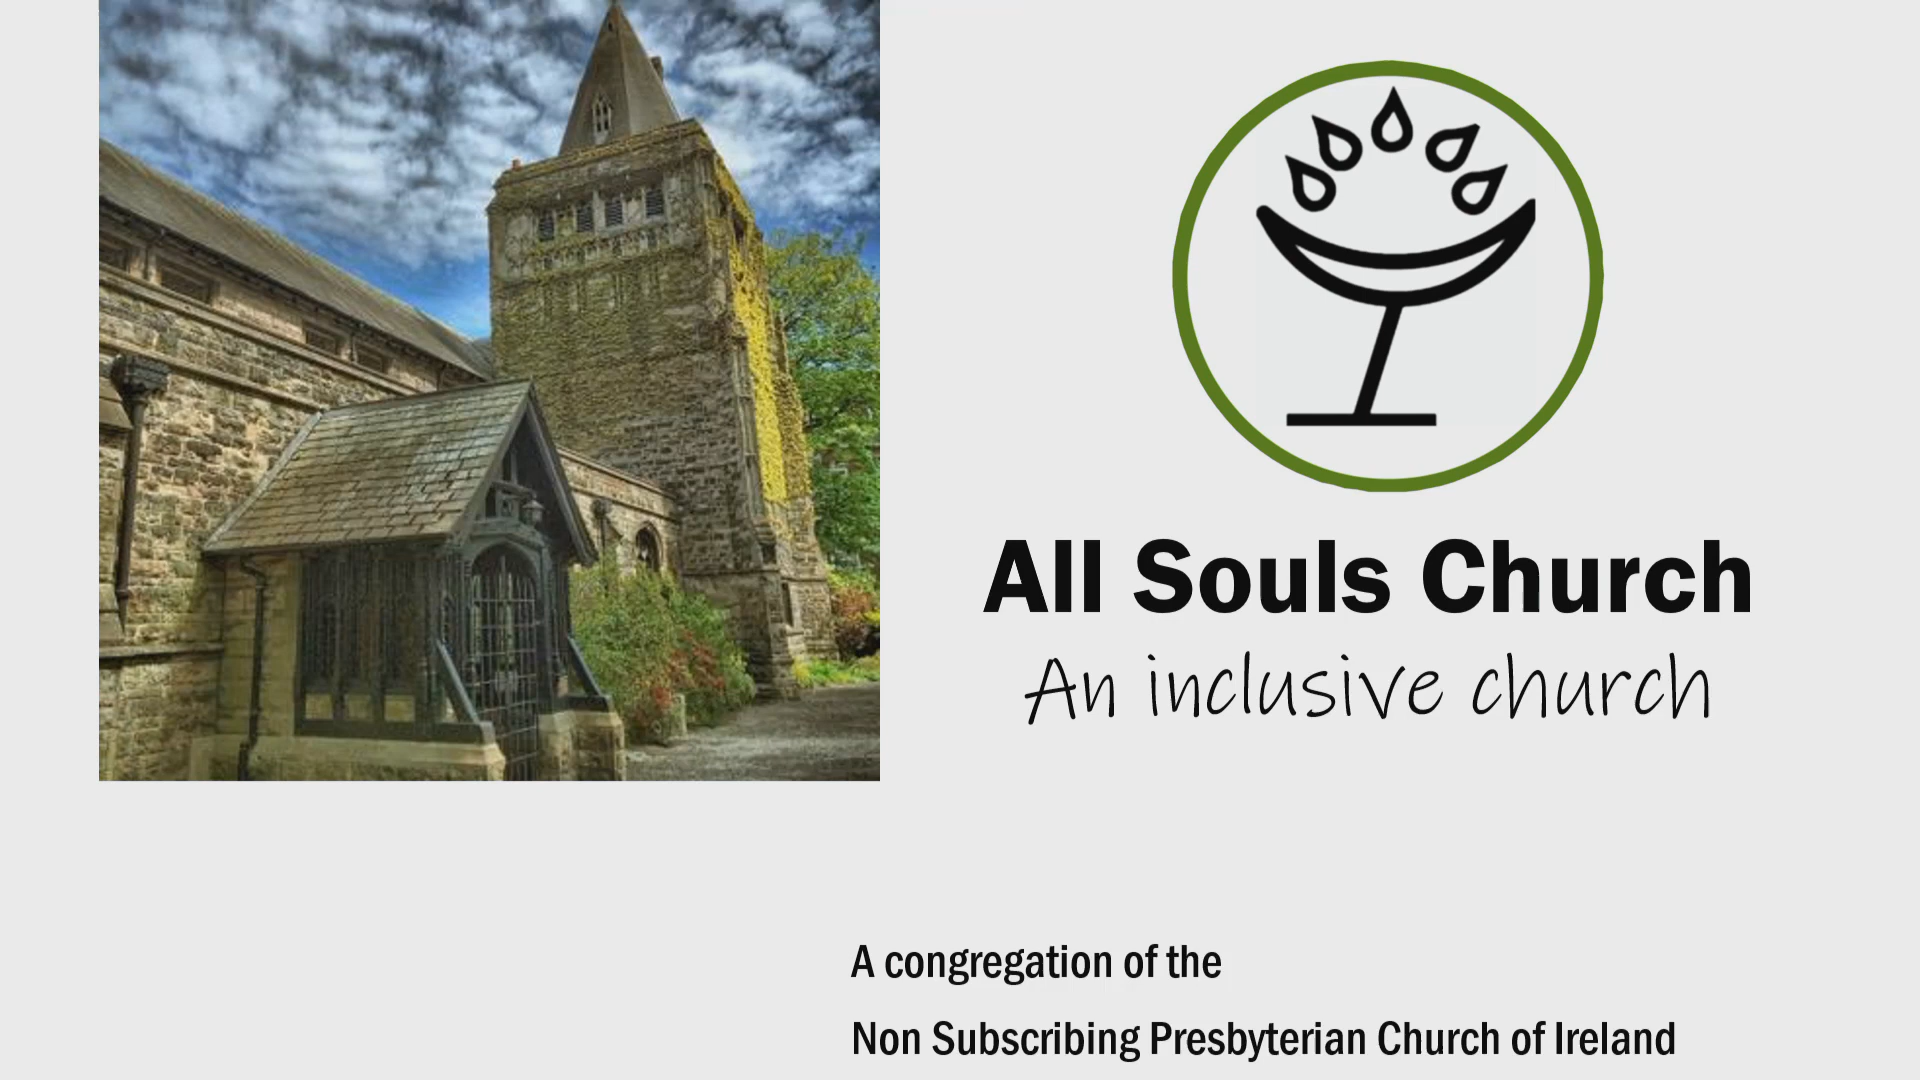 All Souls Church
An inclusive church
A congregation of the
Non Subscribing Presbyterian Church of Ireland